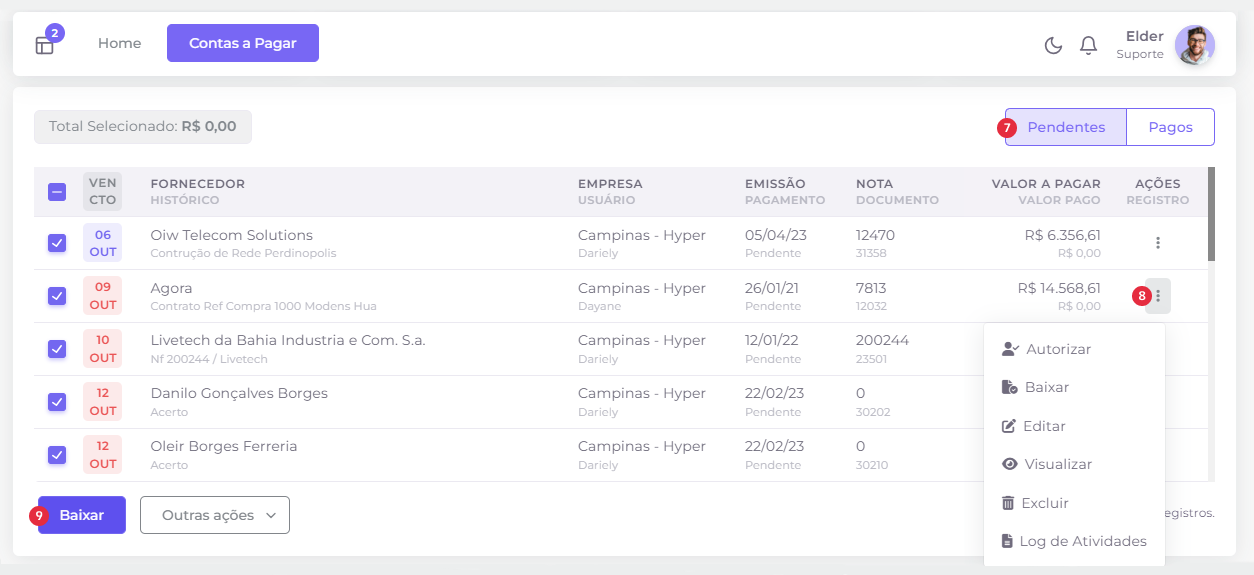 2
Home
Contas a Pagar
Elder
Suporte
Total Selecionado: R$ 0,00
7
Pendentes
Pagos
VEN
CTO
FORNECEDOR
HISTÓRICO
EMPRESA
USUÁRIO
EMISSÃO
PAGAMENTO
NOTA
DOCUMENTO
VALOR A PAGAR
VALOR PAGO
AÇÕES
REGISTRO
06
OUT
Oiw Telecom Solutions
Contrução de Rede Perdinopolis
Campinas - Hyper
Dariely
05/04/23
Pendente
12470
31358
R$ 6.356,61
R$ 0,00
09
OUT
Agora
Contrato Ref Compra 1000 Modens Hua
Campinas - Hyper
Dayane
26/01/21
Pendente
7813
12032
R$ 14.568,61
R$ 0,00
8
10
OUT
Livetech da Bahia Industria e Com. S.a.
Nf 200244 / Livetech
Campinas - Hyper
Dariely
12/01/22
Pendente
200244
23501
12
OUT
Danilo Gonçalves Borges
Acerto
Campinas - Hyper
Dariely
22/02/23
Pendente
0
30202
12
OUT
Oleir Borges Ferreria
Acerto
Campinas - Hyper
Dariely
22/02/23
Pendente
0
30210
Autorizar
Baixar
Editar
Visualizar
Excluir
Log de Atividades
9
Baixar
Outras ações
egistros.